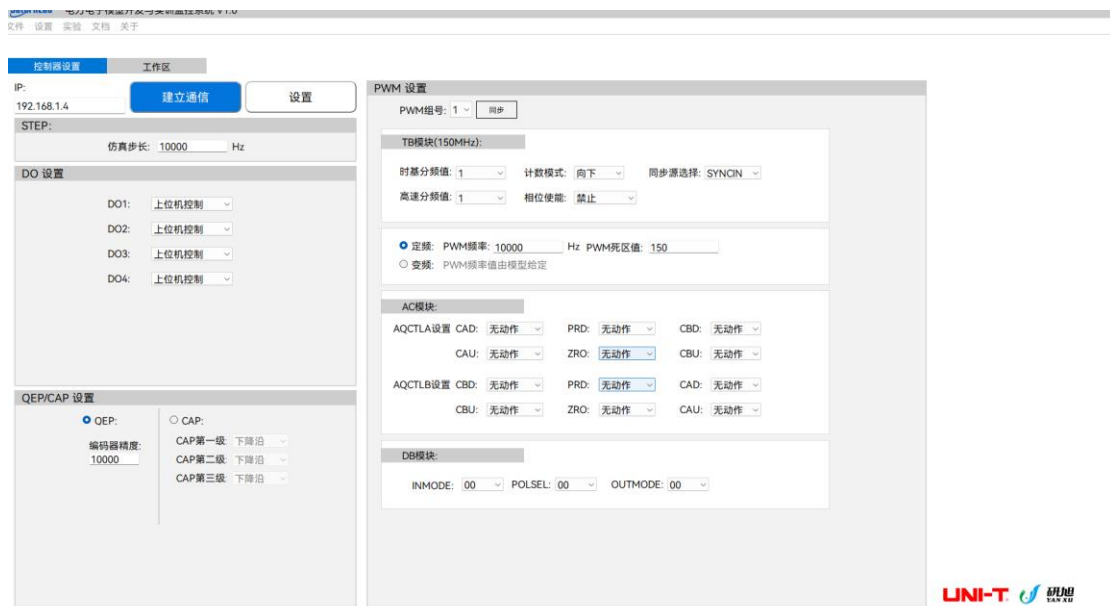 电力电子模型开发与实训监控系统 V1.0
文件 设置 实验 文档 关于
控制器设置 工作区
IP:
192.168.1.4
建立通信
设置
STEP:
仿真步长: 10000 Hz
DO 设置
DO1: 上位机控制
DO2: 上位机控制
DO3: 上位机控制
DO4: 上位机控制
QEP/CAP 设置
QEP:
编码器精度:
10000
CAP:
CAP第一级: 下降沿
CAP第二级: 下降沿
CAP第三级: 下降沿
PWM 设置
PWM组号: 1 同步
TB模块(150MHz):
时基分频值: 1 计数模式: 向下 同步源选择: SYNCIN
高速分频值: 1 相位使能: 禁止
定频: PWM频率: 10000 Hz PWM死区值: 150
变频: PWM频率值由模型给定
AC模块:
AQCTLA设置 CAD: 无动作 PRD: 无动作 CBD: 无动作
CAU: 无动作 ZRO: 无动作 CBU: 无动作
AQCTLB设置 CBD: 无动作 PRD: 无动作 CAD: 无动作
CBU: 无动作 ZRO: 无动作 CAU: 无动作
DB模块:
INMODE: 00 POLSEL: 00 OUTMODE: 00
UNI-T 研旭
YAN XU